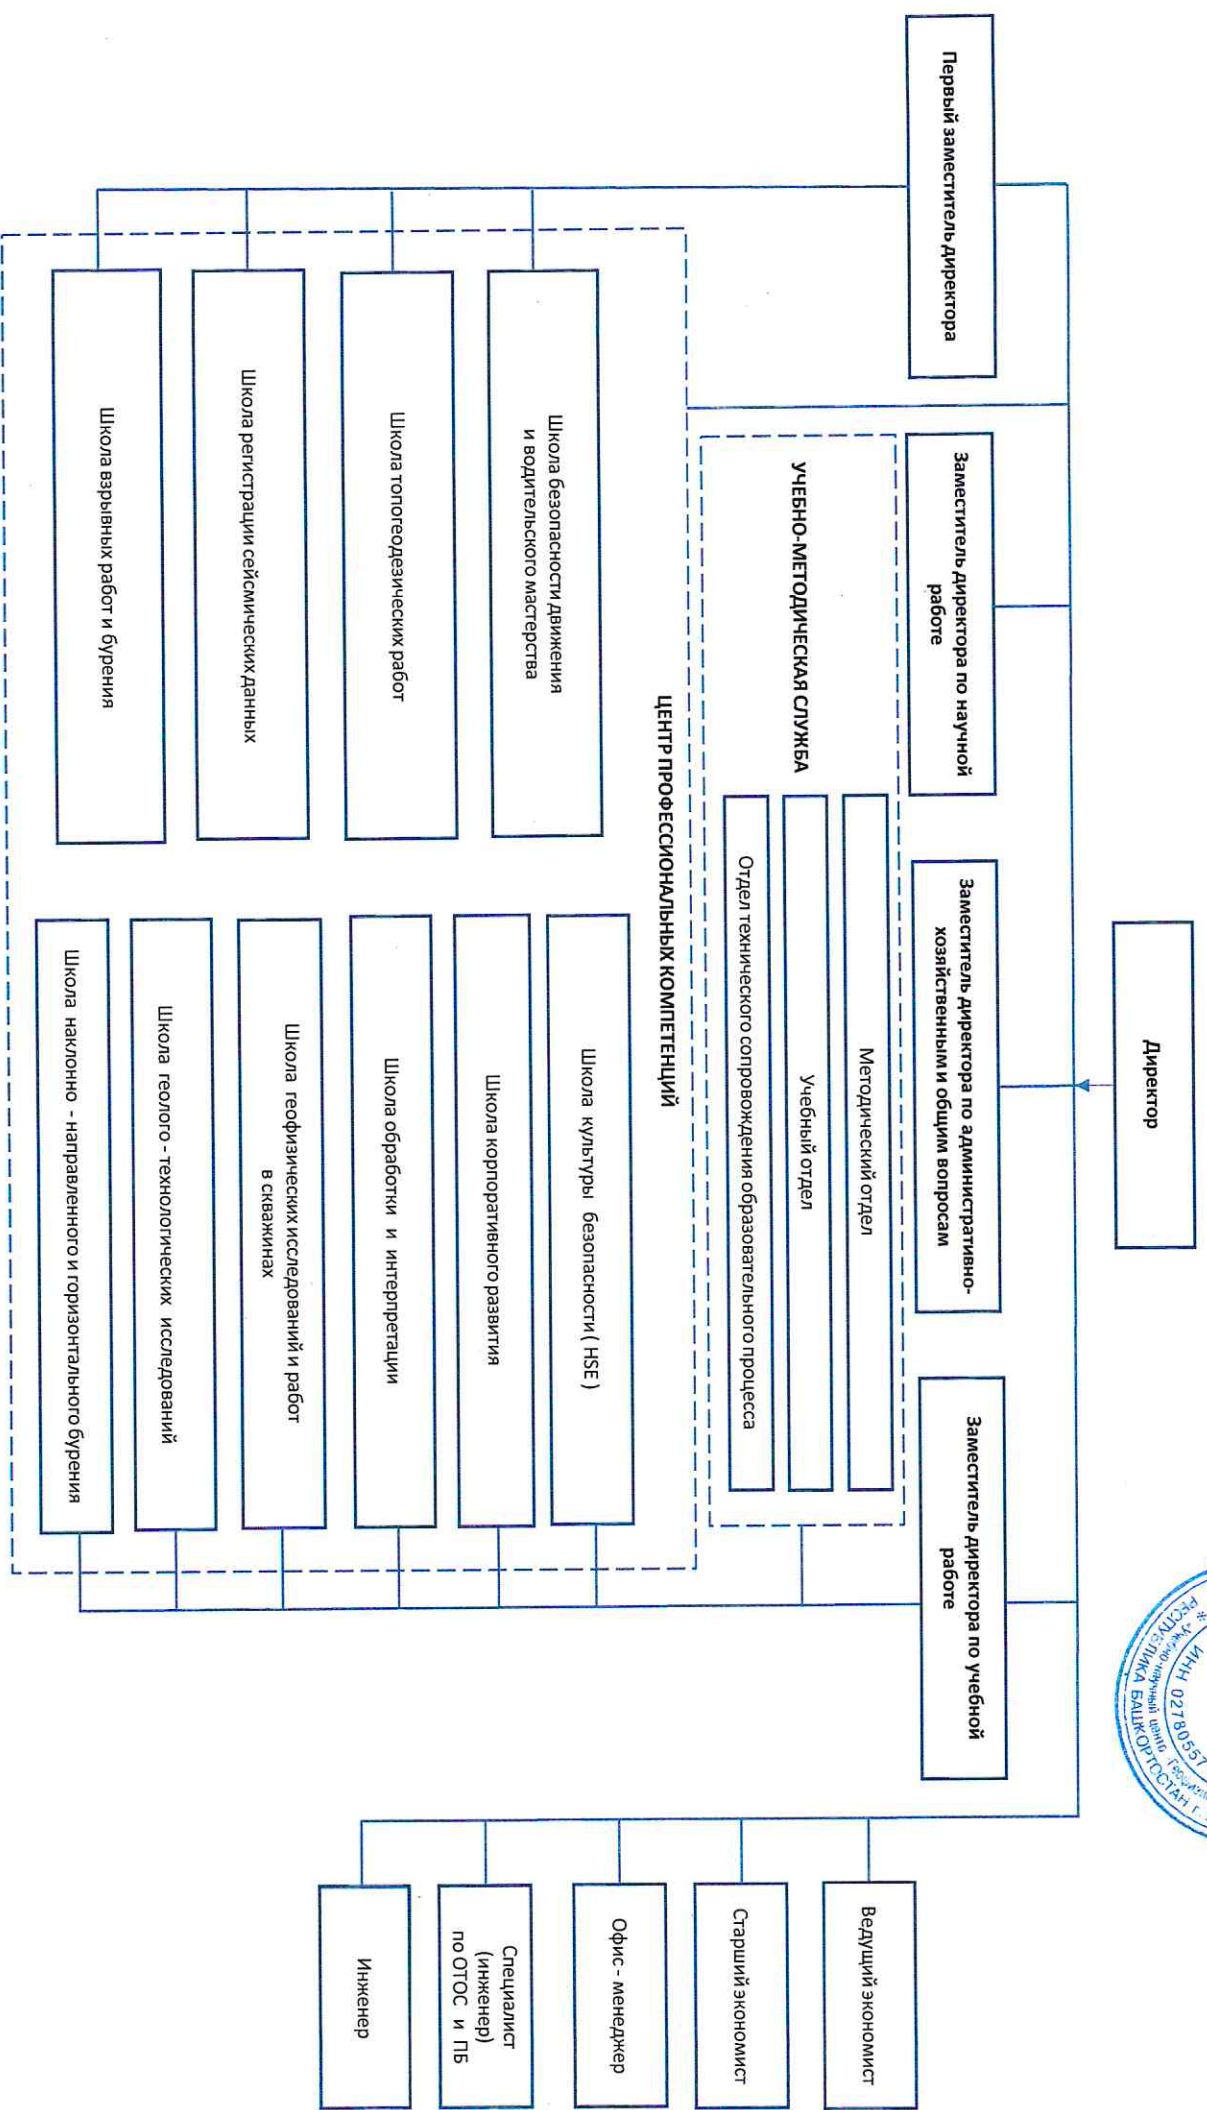 Директор
Первый заместитель директора
Заместитель директора по научной
работе
Заместитель директора по административно-
хозяйственным и общим вопросам
Заместитель директора по учебной
работе
УЧЕБНО-МЕТОДИЧЕСКАЯ СЛУЖБА
Методический отдел
Учебный отдел
Отдел технического сопровождения образовательного процесса
ЦЕНТР ПРОФЕССИОНАЛЬНЫХ КОМПЕТЕНЦИЙ
Школа безопасности движения
и водительского мастерства
Школа топогеодезических работ
Школа регистрации сейсмических данных
Школа взрывных работ и бурения
Школа культуры безопасности ( HSE )
Школа корпоративного развития
Школа обработки и интерпретации
Школа геофизических исследований и работ
в скважинах
Школа геолого - технологических исследований
Школа наклонно - направленного и горизонтального бурения
Ведущий экономист
Старший экономист
Офис - менеджер
Специалист
(инженер)
по ОТОС и ПБ
Инженер
РЕСПУБЛИКА БАШКОРТОСТАН г.
Учебно-научный центр
ИНН 02780557